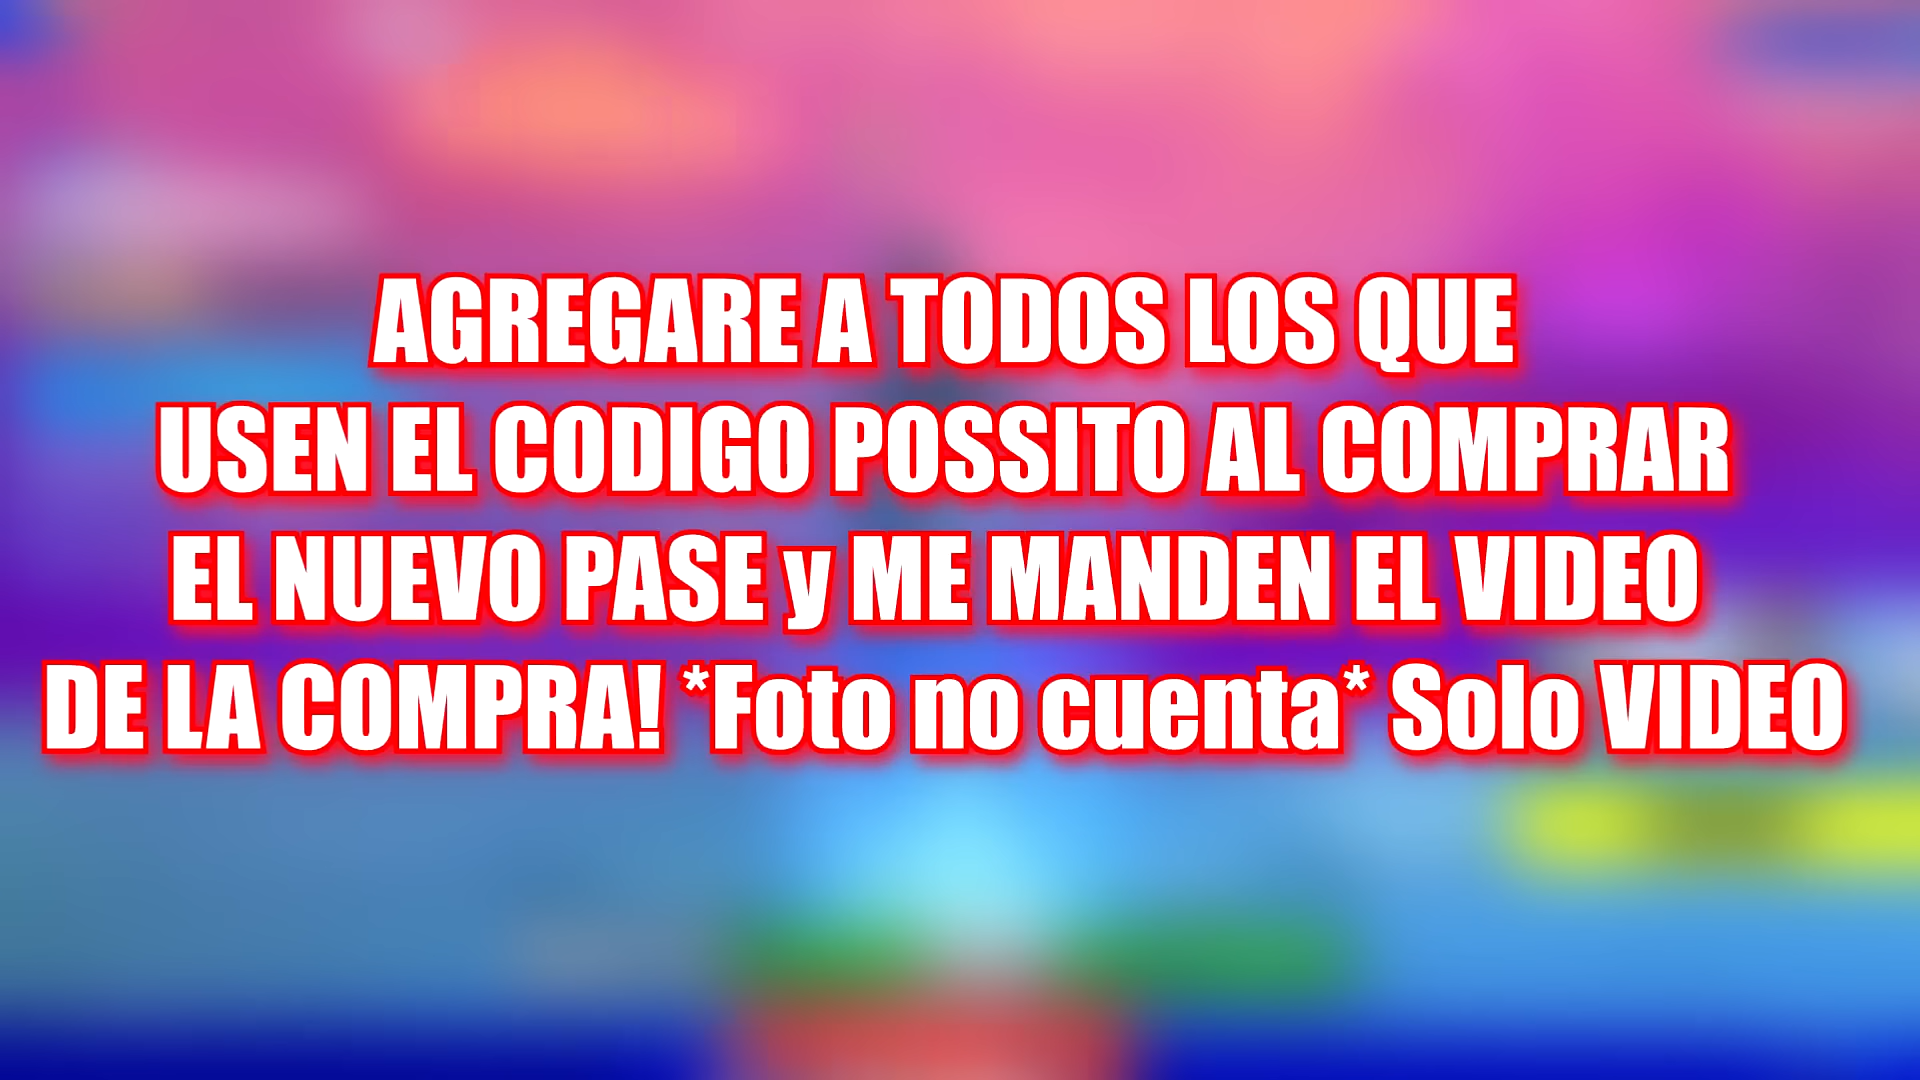 AGREGARE A TODOS LOS QUE
USEN EL CODIGO POSSITO AL COMPRAR
EL NUEVO PASE y ME MANDEN EL VIDEO
DE LA COMPRA! *Foto no cuenta* Solo VIDEO